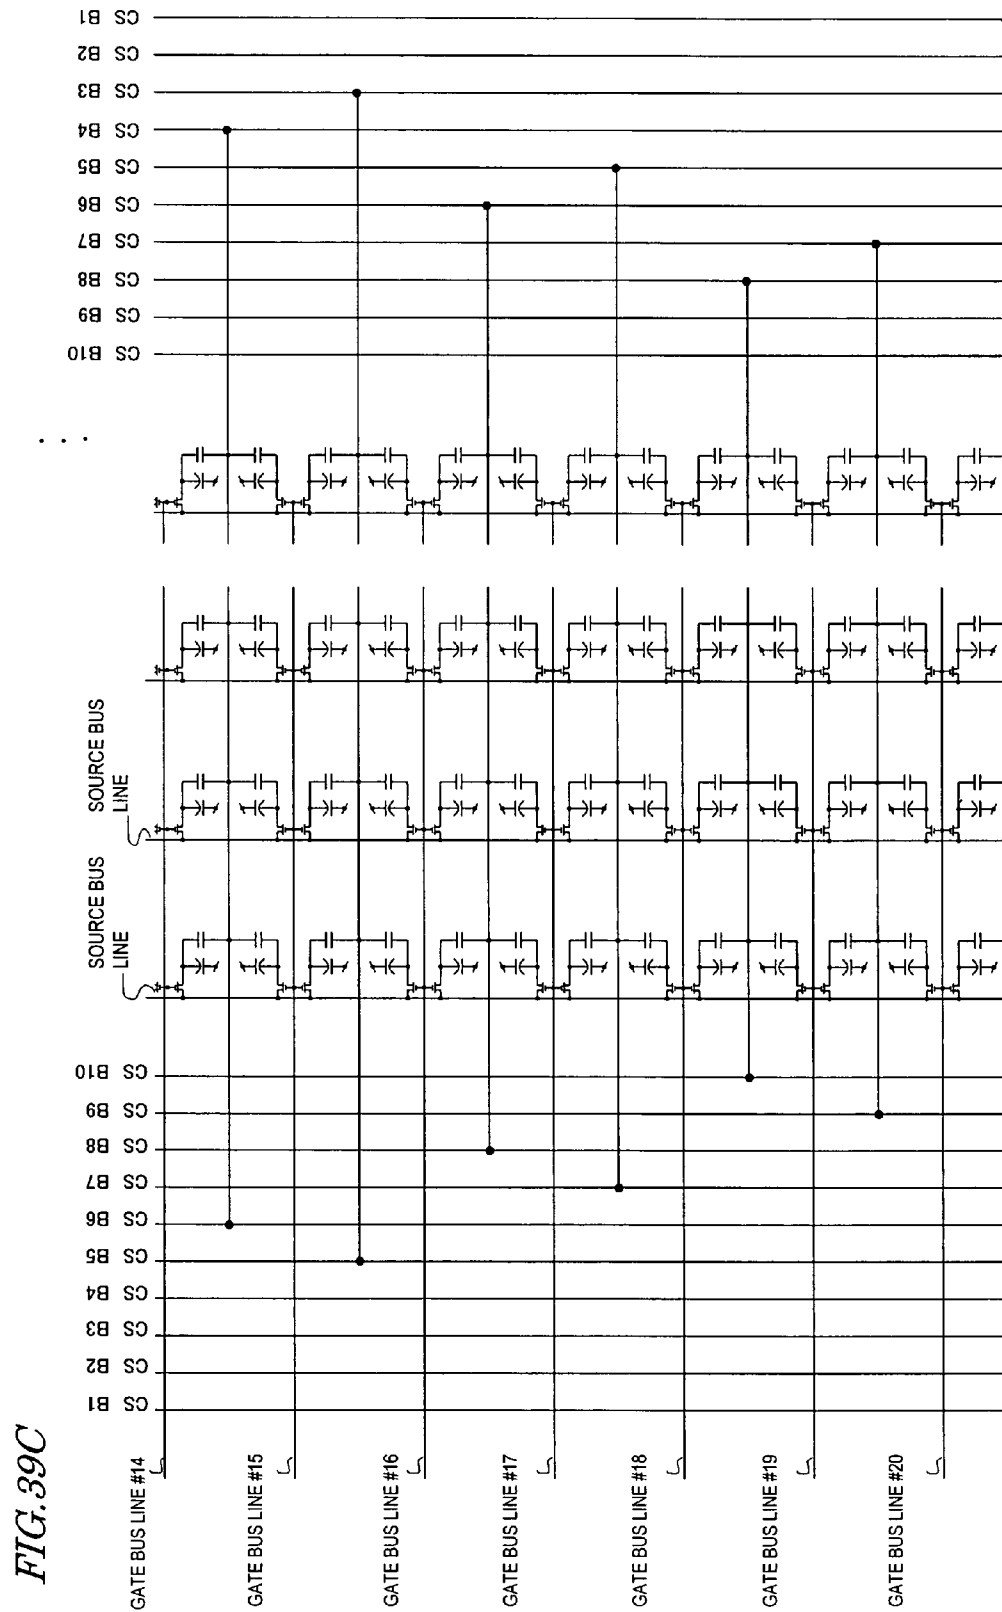 FIG.39C
CS B1
CS B2
CS B3
CS B4
CS B5
CS B6
CS B7
CS B8
CS B9
CS B10
. . .
SOURCE BUS
LINE
SOURCE BUS
LINE
CS B10
CS B9
CS B8
CS B7
CS B6
CS B5
CS B4
CS B3
CS B2
CS B1
GATE BUS LINE #14
GATE BUS LINE #15
GATE BUS LINE #16
GATE BUS LINE #17
GATE BUS LINE #18
GATE BUS LINE #19
GATE BUS LINE #20